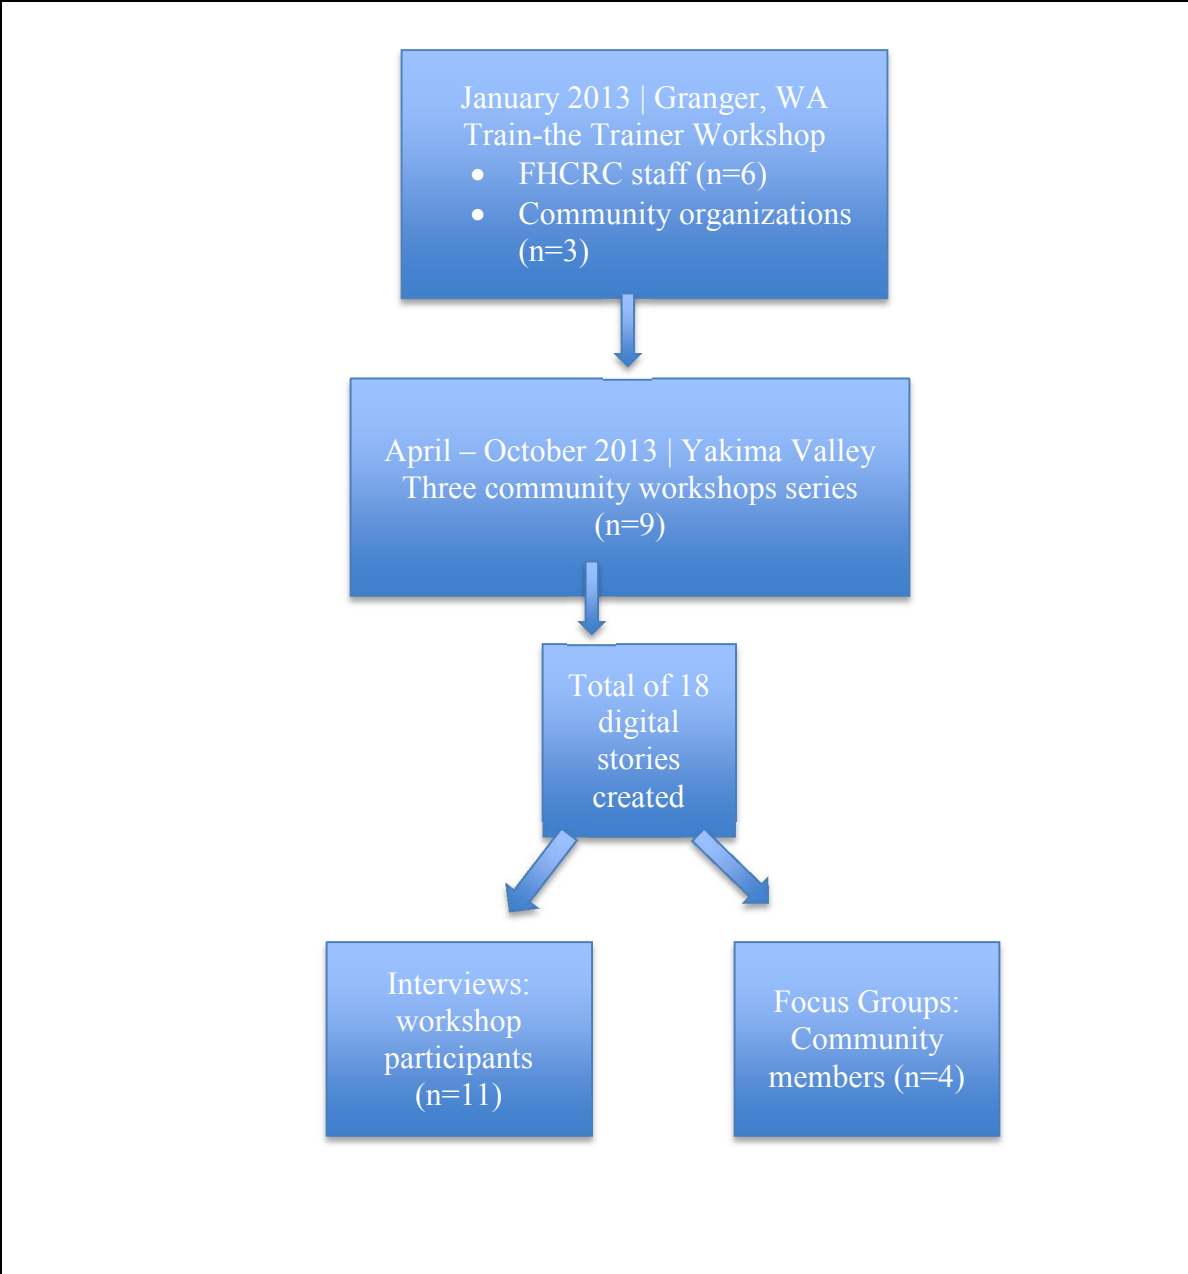 January 2013 | Granger, WA
Train-the Trainer Workshop
• FHCRC staff (n=6)
• Community organizations
(n=3)
April – October 2013 | Yakima Valley
Three community workshops series
(n=9)
Total of 18
digital
stories
created
Interviews:
workshop
participants
(n=11)
Focus Groups:
Community
members (n=4)